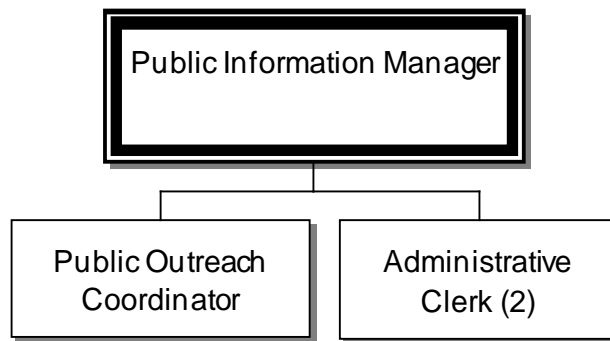 Public Information Manager
Public Outreach
Coordinator
Administrative
Clerk (2)